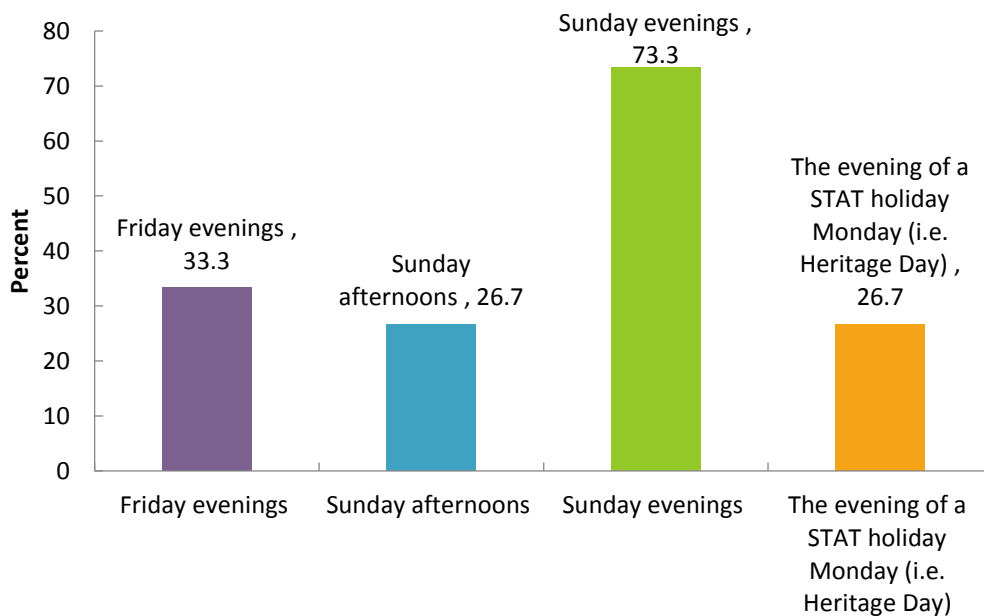 Percent
80
70
60
50
40
30
20
10
0
Friday evenings ,
33.3
Sunday
afternoons , 26.7
Sunday evenings ,
73.3
The evening of a
STAT holiday
Monday (i.e.
Heritage Day) ,
26.7
Friday evenings
Sunday afternoons
Sunday evenings
The evening of a
STAT holiday
Monday (i.e.
Heritage Day)